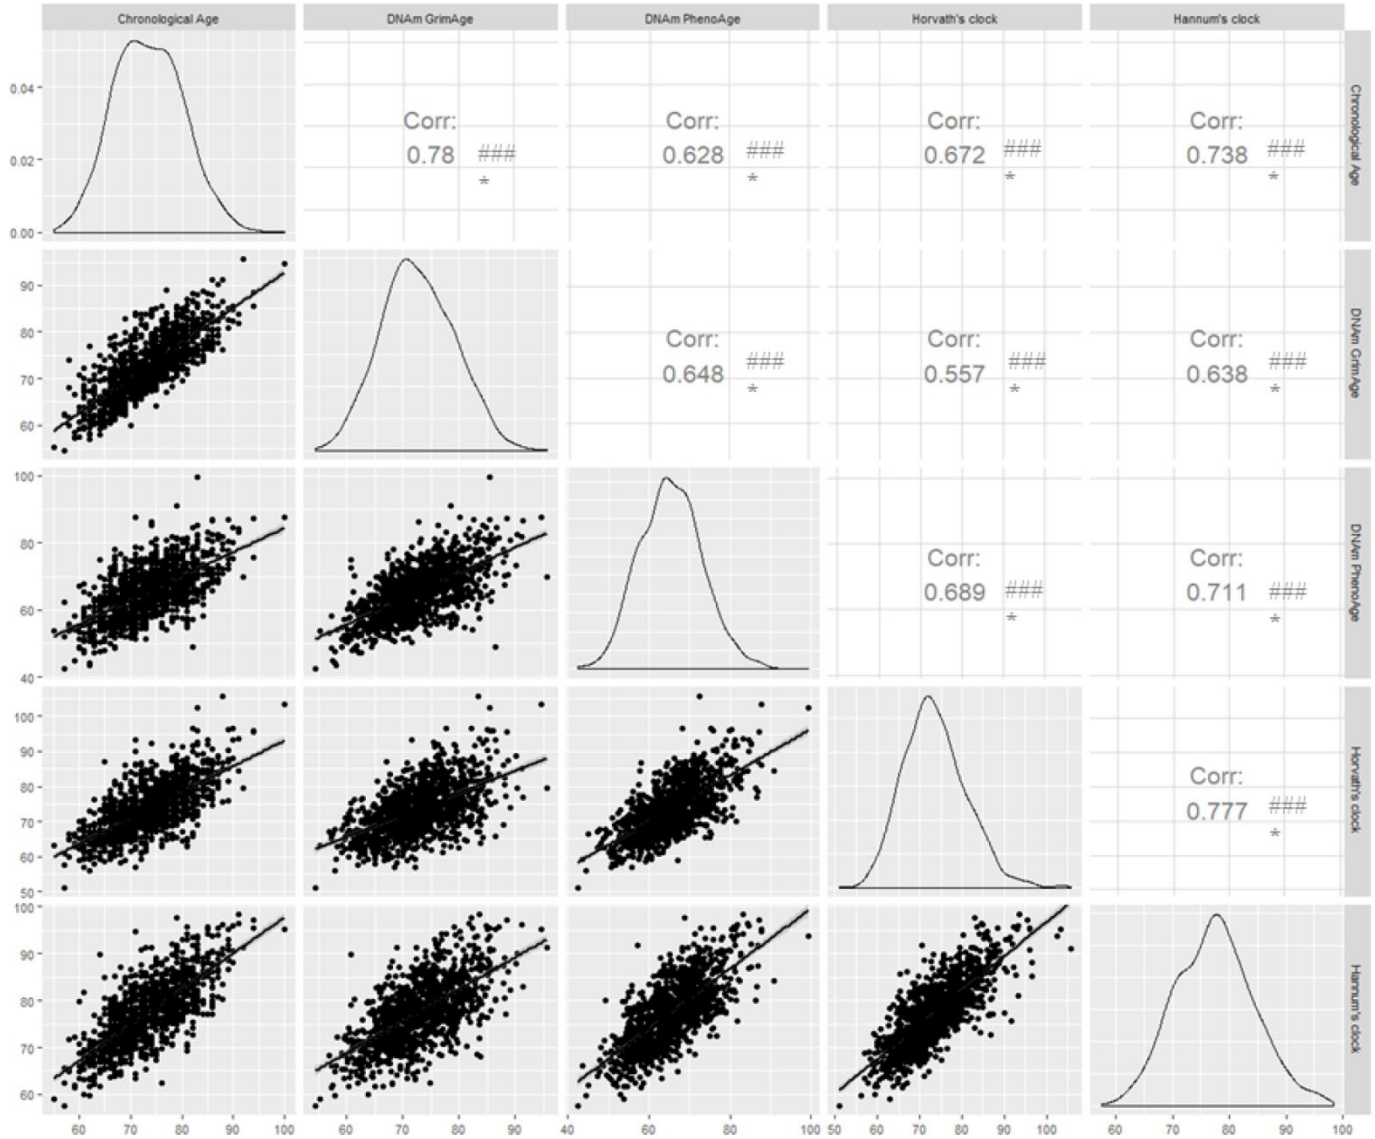 Chronological Age DNAm GrimAge DNAm PhenoAge Horvath's clock Hannum's clock
0.04
0.02
0.00
Corr:
0.78 ###
*
Corr:
0.628 ###
*
Corr:
0.672 ###
*
Corr:
0.738 ###
*
Chronological Age
90
80
70
60
Corr:
0.648 ###
*
Corr:
0.557 ###
*
Corr:
0.638 ###
*
DNAm GrimAge
100
80
60
40
Corr:
0.689 ###
*
Corr:
0.711 ###
*
DNAm PhenoAge
100
90
80
70
60
50
Corr:
0.777 ###
*
Horvath's clock
100
90
80
70
60
Hannum's clock
60 70 80 90 100 60 70 80 90 40 60 80 100 50 60 70 80 90 100 60 70 80 90 100